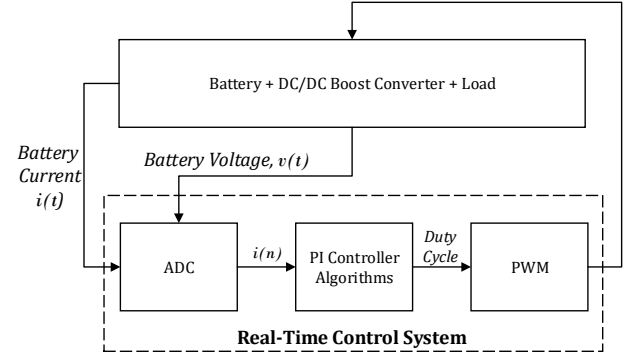 Battery + DC/DC Boost Converter + Load
Battery
Current
i(t)
Battery Voltage, v(t)
ADC
i(n)
PI Controller
Algorithms
Duty
Cycle
PWM
Real-Time Control System